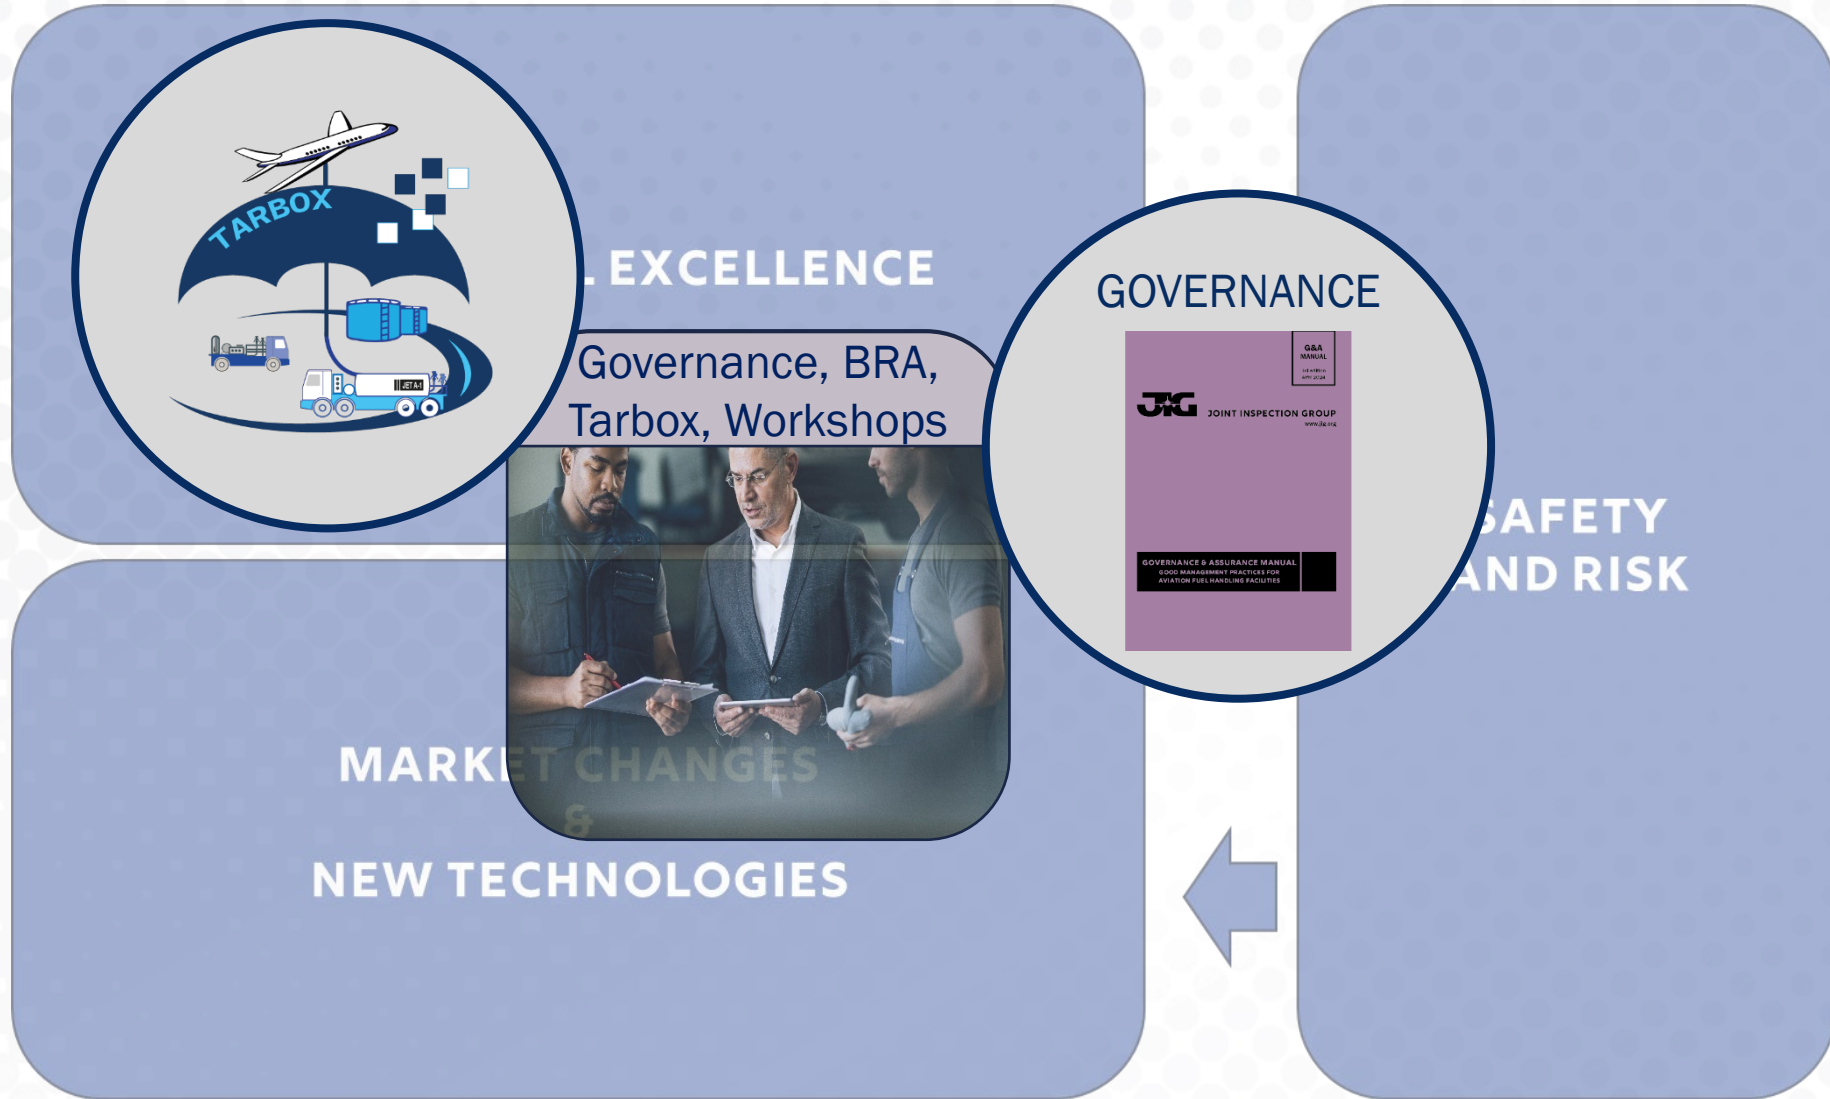 TARBOX
JET A-1
EXCELLENCE
Governance, BRA,
Tarbox, Workshops
GOVERNANCE
G&A
MANUAL
JIG
JOINT INSPECTION GROUP
www.jig.org
GOVERNANCE & ASSURANCE MANUAL
GOOD MANAGEMENT PRACTICES FOR
AVIATION FUEL HANDLING FACILITIES
SAFETY
AND RISK
MARKET CHANGES
&
NEW TECHNOLOGIES